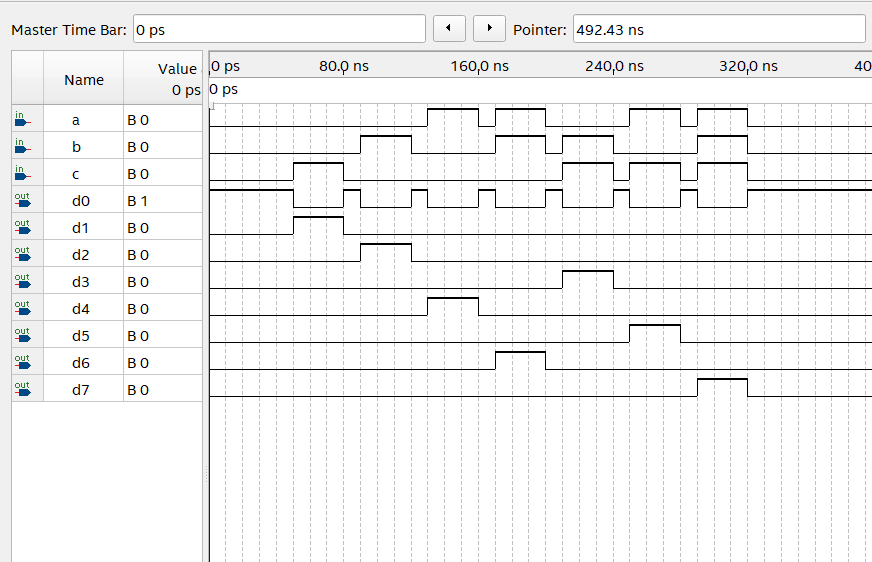 Master Time Bar: 0 ps Pointer: 492.43 ns
Name Value 0 ps
0 ps 80.0 ns 160.0 ns 240.0 ns 320.0 ns 40
0 ps
in a B 0
in b B 0
in c B 0
out d0 B 1
out d1 B 0
out d2 B 0
out d3 B 0
out d4 B 0
out d5 B 0
out d6 B 0
out d7 B 0